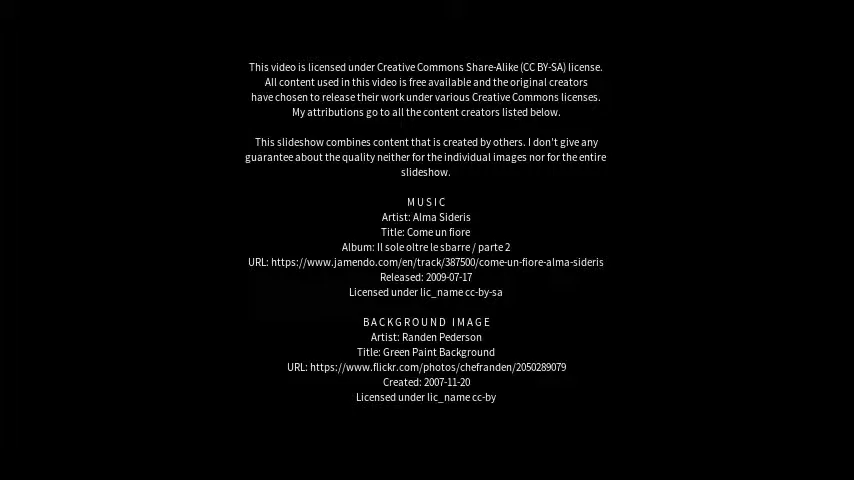 This video is licensed under Creative Commons Share-Alike (CC BY-SA) license.
All content used in this video is free available and the original creators
have chosen to release their work under various Creative Commons licenses.
My attributions go to all the content creators listed below.
This slideshow combines content that is created by others. I don't give any
guarantee about the quality neither for the individual images nor for the entire
slideshow.
MUSIC
Artist: Alma Sideris
Title: Come un fiore
Album: Il sole oltre le sbarre / parte 2
URL: https://www.jamendo.com/en/track/387500/come-un-fiore-alma-sideris
Released: 2009-07-17
Licensed under lic_name cc-by-sa
BACKGROUND IMAGE
Artist: Randen Pederson
Title: Green Paint Background
URL: https://www.flickr.com/photos/chefranden/2050289079
Created: 2007-11-20
Licensed under lic_name cc-by